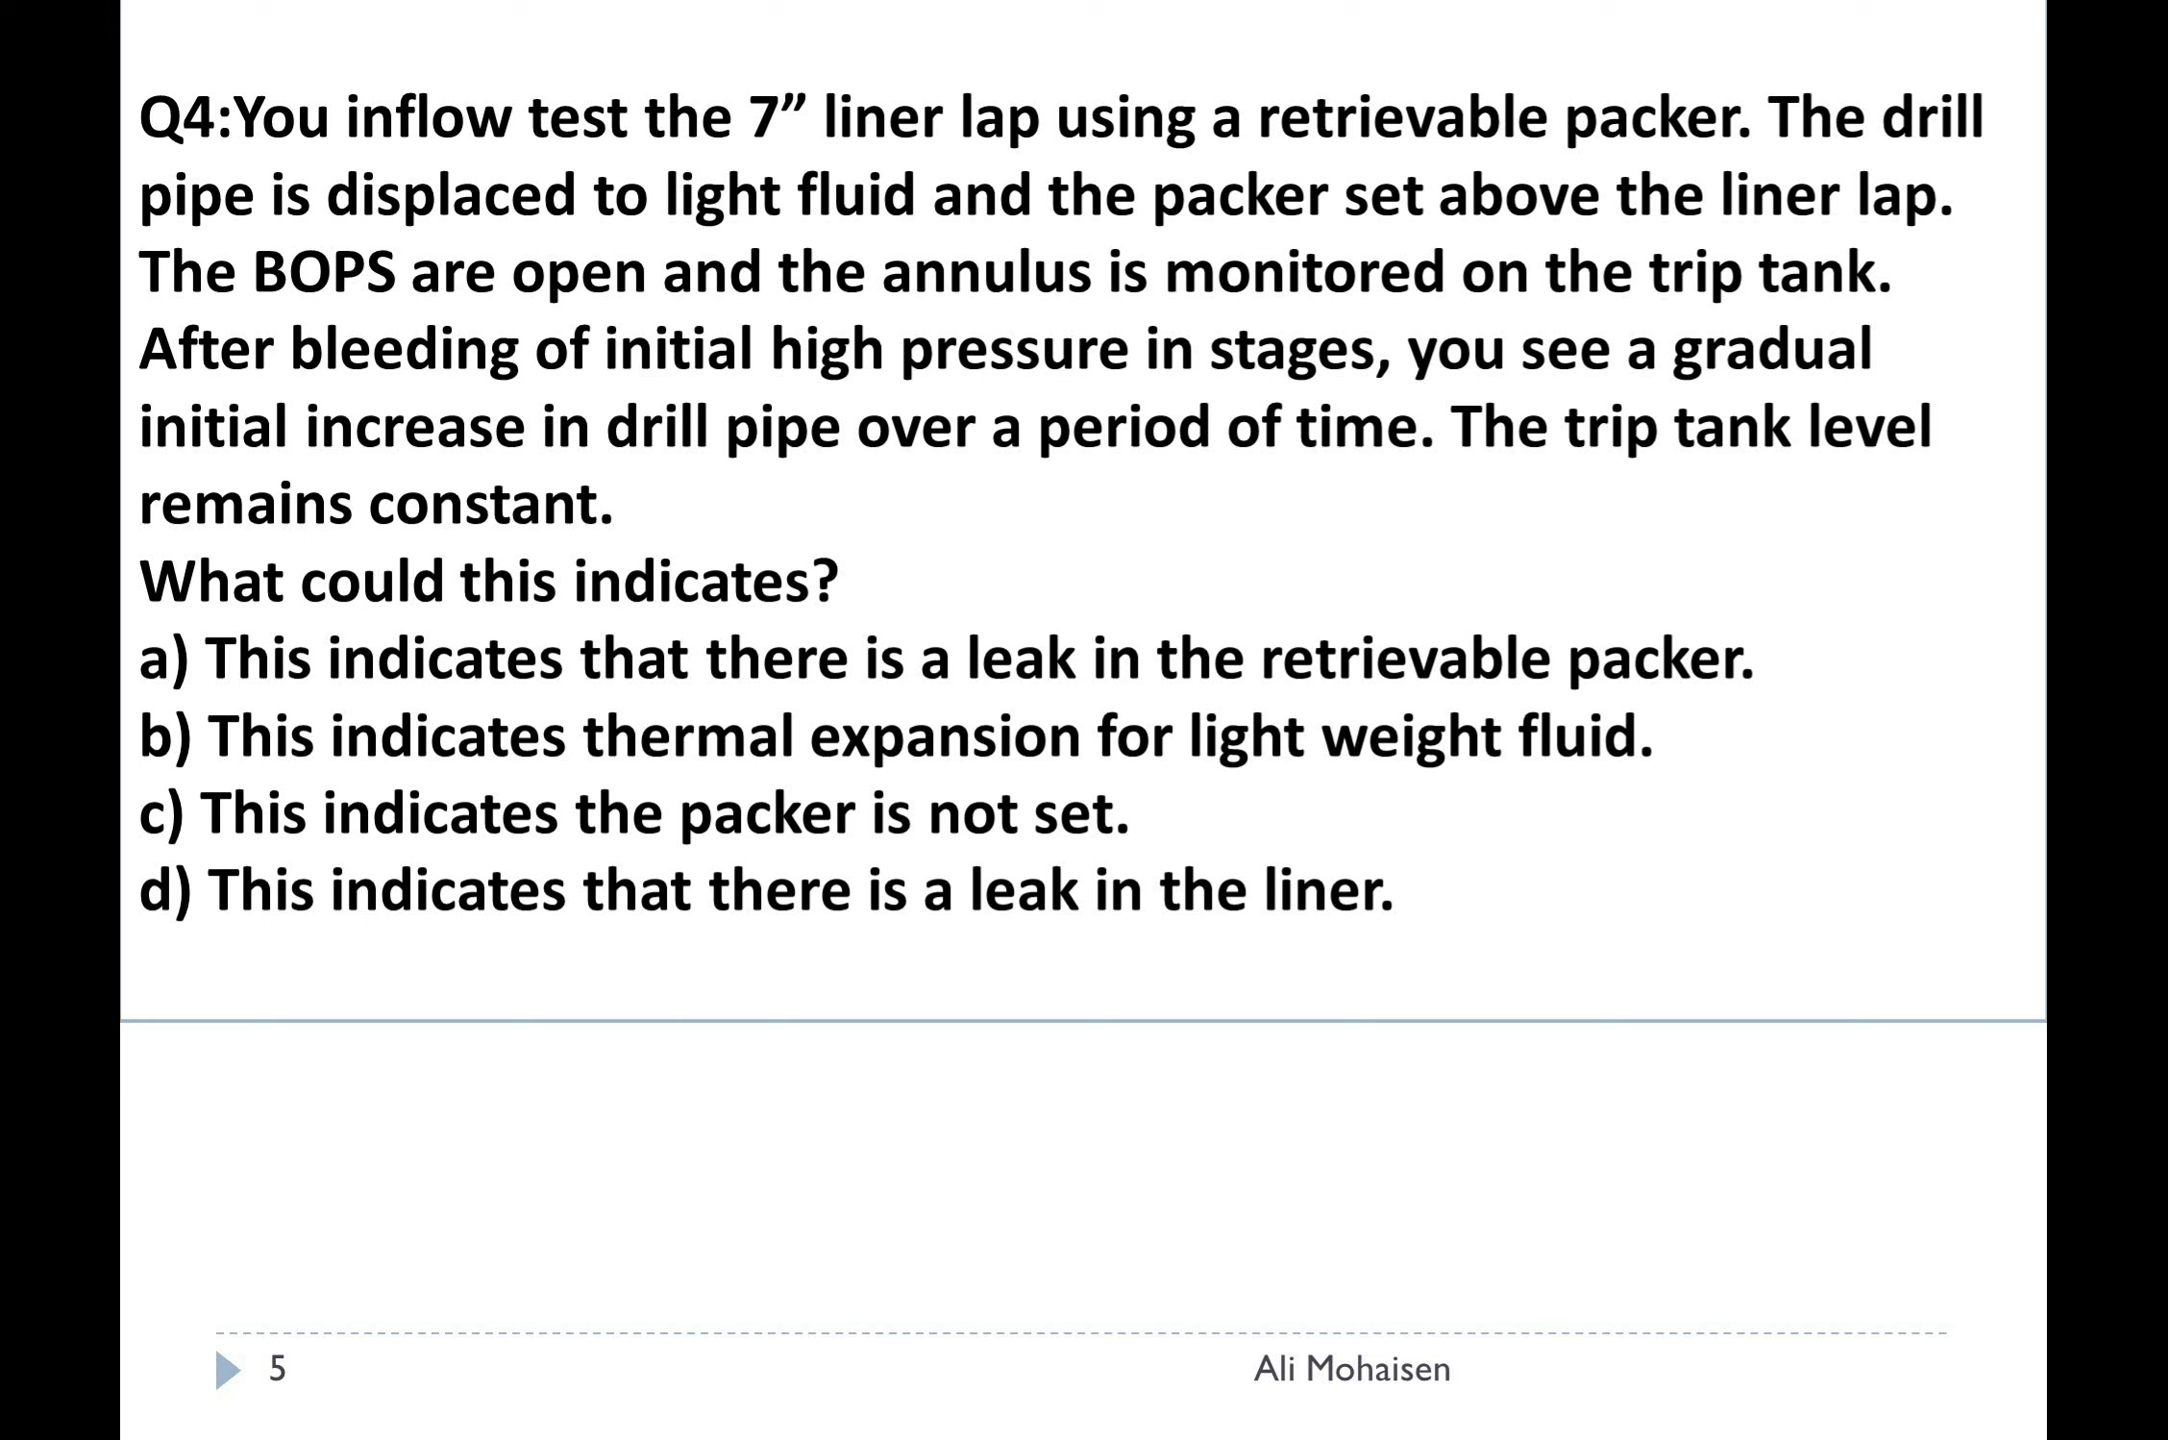 Q4:You inflow test the 7” liner lap using a retrievable packer. The drill
pipe is displaced to light fluid and the packer set above the liner lap.
The BOPS are open and the annulus is monitored on the trip tank.
After bleeding of initial high pressure in stages, you see a gradual
initial increase in drill pipe over a period of time. The trip tank level
remains constant.
What could this indicates?
a) This indicates that there is a leak in the retrievable packer.
b) This indicates thermal expansion for light weight fluid.
c) This indicates the packer is not set.
d) This indicates that there is a leak in the liner.
5
Ali Mohaisen